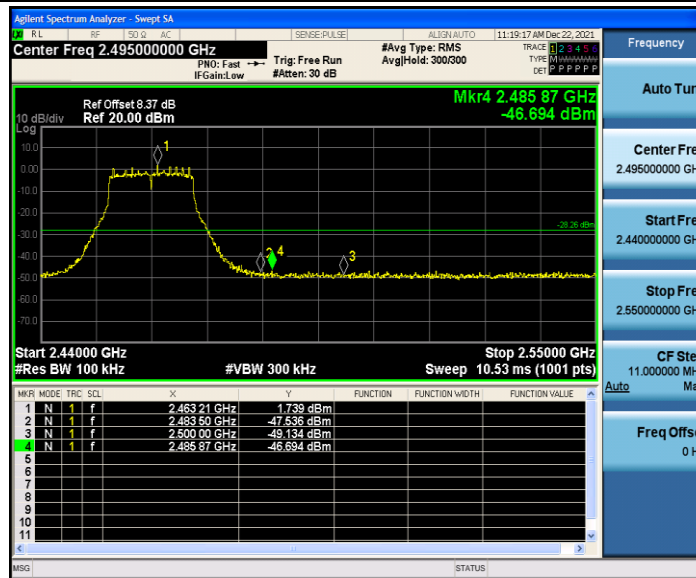 Agilent Spectrum Analyzer - Swept SA
RL RF 50 Ω AC SENSE:PULSE ALIGN AUTO 11:19:17 AM Dec 22, 2021
Center Freq 2.495000000 GHz
PNO: Fast
IFGain:Low
Trig: Free Run
#Atten: 30 dB
#Avg Type: RMS
Avg|Hold: 300/300
TRACE 1 2 3 4 5 6
TYPE M
DET P P P P P P
Frequency
Ref Offset 8.37 dB
10 dB/div Ref 20.00 dBm
Log
Mkr4 2.485 87 GHz
-46.694 dBm
10.0
0.00
-10.0
-20.0
-30.0
-40.0
-50.0
-60.0
-70.0
1
2
4
3
-28.26 dBm
Start 2.44000 GHz Stop 2.55000 GHz
#Res BW 100 kHz #VBW 300 kHz Sweep 10.53 ms (1001 pts)
MKR MODE TRC SCL X Y FUNCTION FUNCTION WIDTH FUNCTION VALUE
1 N 1 f 2.463 21 GHz 1.739 dBm
2 N 1 f 2.483 50 GHz -47.536 dBm
3 N 1 f 2.500 00 GHz -49.134 dBm
4 N 1 f 2.485 87 GHz -46.694 dBm
5
6
7
8
9
10
11
MSG STATUS
Auto Tun
Center Fre
2.495000000 GH
Start Fre
2.440000000 GH
Stop Fre
2.550000000 GH
CF Ste
11.000000 MH
Auto Ma
Freq Offse
0 H